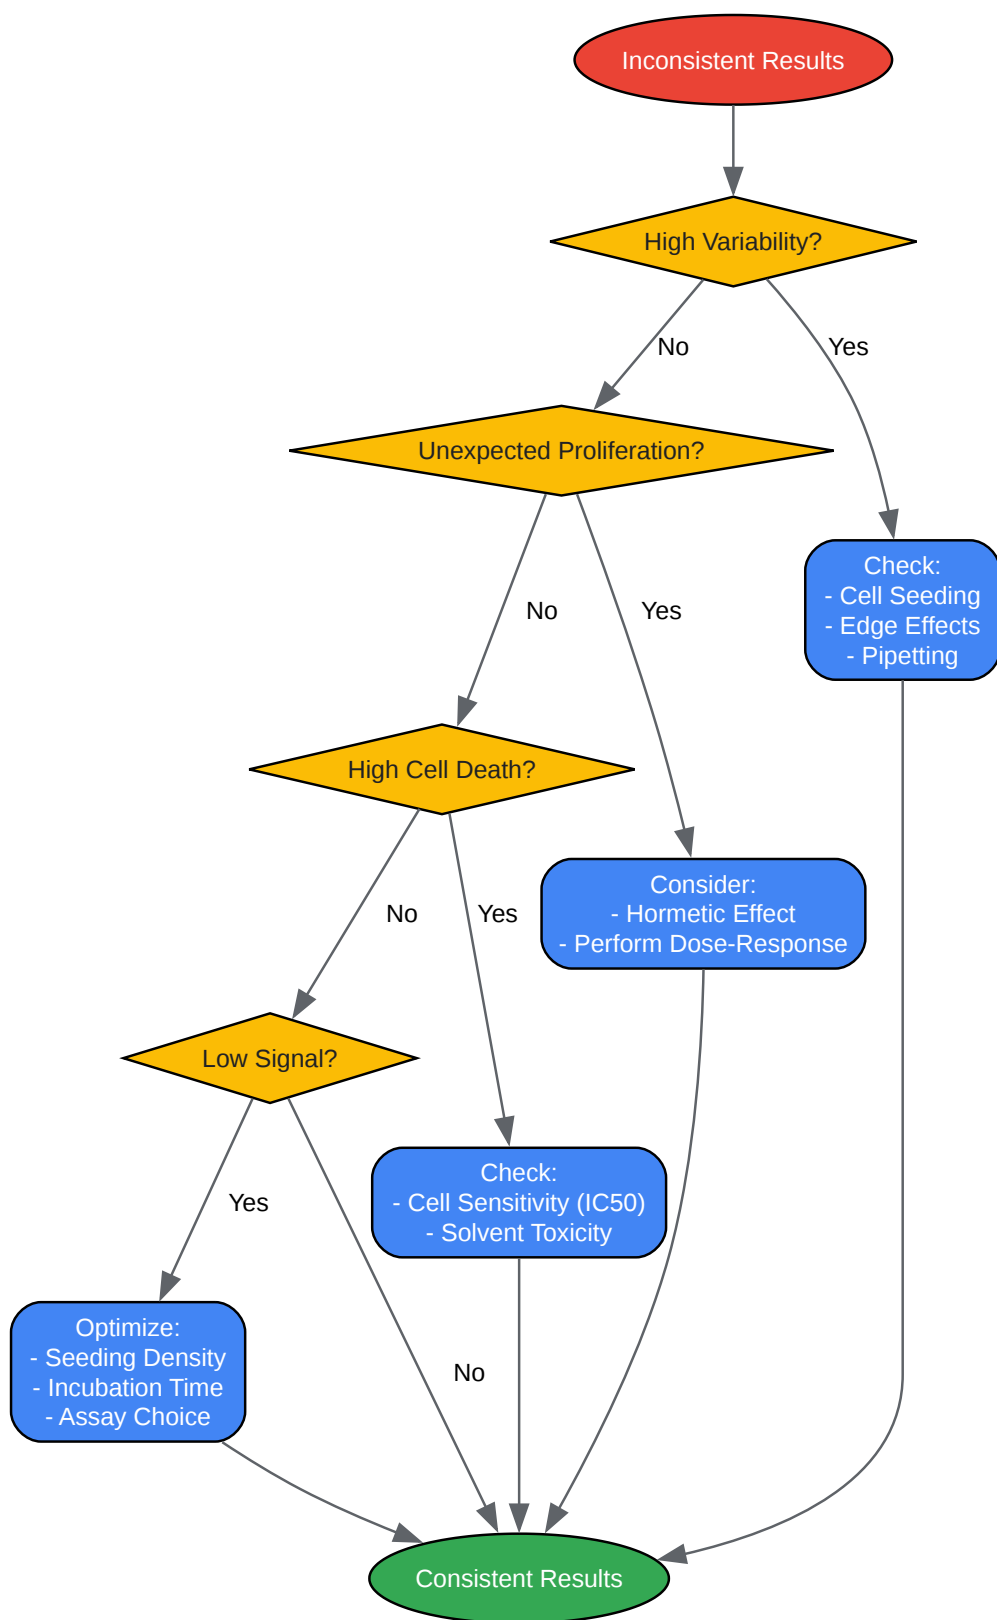 Inconsistent Results
High Variability?
No
Yes
Unexpected Proliferation?
Check:
- Cell Seeding
- Edge Effects
- Pipetting
No
Yes
High Cell Death?
Consider:
- Hormetic Effect
- Perform Dose-Response
No
Yes
Low Signal?
Check:
- Cell Sensitivity (IC50)
- Solvent Toxicity
Yes
Optimize:
- Seeding Density
- Incubation Time
- Assay Choice
No
Consistent Results